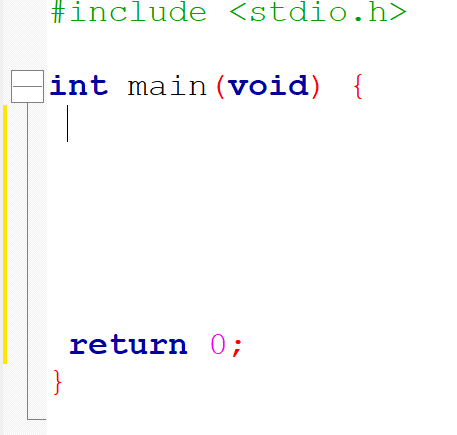 #include <stdio.h>
int main(void) {
return 0;
}